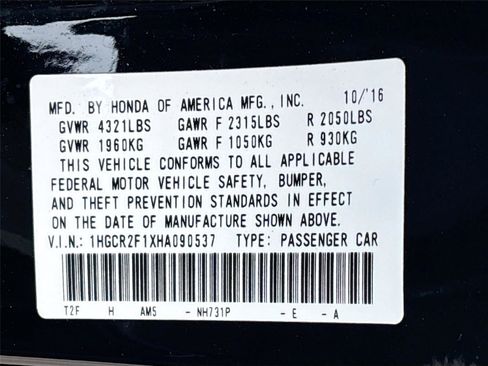 MFD. BY HONDA OF AMERICA MFG., INC. 10/'16
GVWR 4321LBS GAWR F 2315LBS R 2050LBS
GVWR 1960KG GAWR F 1050KG R 930KG
THIS VEHICLE CONFORMS TO ALL APPLICABLE
FEDERAL MOTOR VEHICLE SAFETY, BUMPER,
AND THEFT PREVENTION STANDARDS IN EFFECT
ON THE DATE OF MANUFACTURE SHOWN ABOVE.
V.I.N.: 1HGCR2F1XHA090537 TYPE: PASSENGER CAR
T2F H AM5 - NH731P - E - A